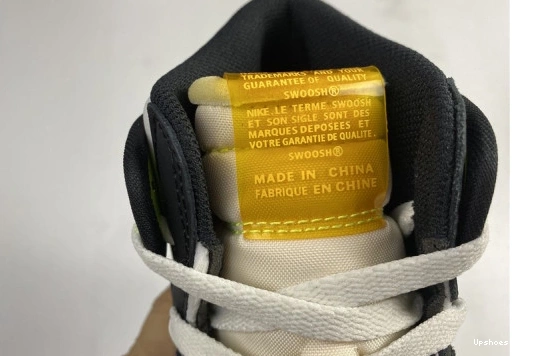 TRADEMARKS AND YOUR
GUARANTEE OF QUALITY.
SWOOSH®
NIKE LE TERME SWOOSH
ET SON SIGLE SONT DES
MARQUES DEPOSEES ET
VOTRE GARANTIE DE QUALITE.
SWOOSH®
MADE IN CHINA
FABRIQUE EN CHINE
Upshoes